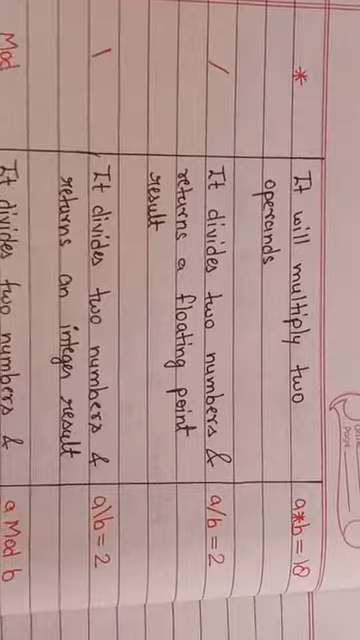 Page
* It will multiply two a*b = 18
operands
/ It divides two numbers & a/b = 2
returns a floating point
result
\ It divides two numbers & a\b = 2
returns an integer result
Mod It divides two numbers & a Mod b